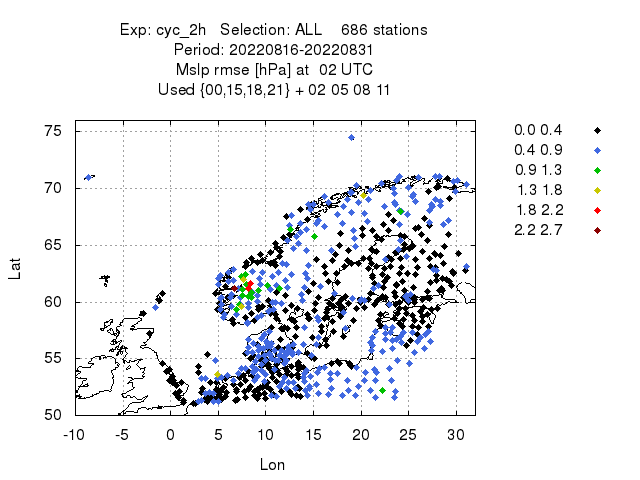 Exp: cyc_2h   Selection: ALL    686 stations
Period: 20220816-20220831
Mslp rmse [hPa] at  02 UTC
Used {00,15,18,21} + 02 05 08 11
75
70
65
60
55
50
Lat
-10 -5 0 5 10 15 20 25 30
Lon
0.0 0.4
0.4 0.9
0.9 1.3
1.3 1.8
1.8 2.2
2.2 2.7